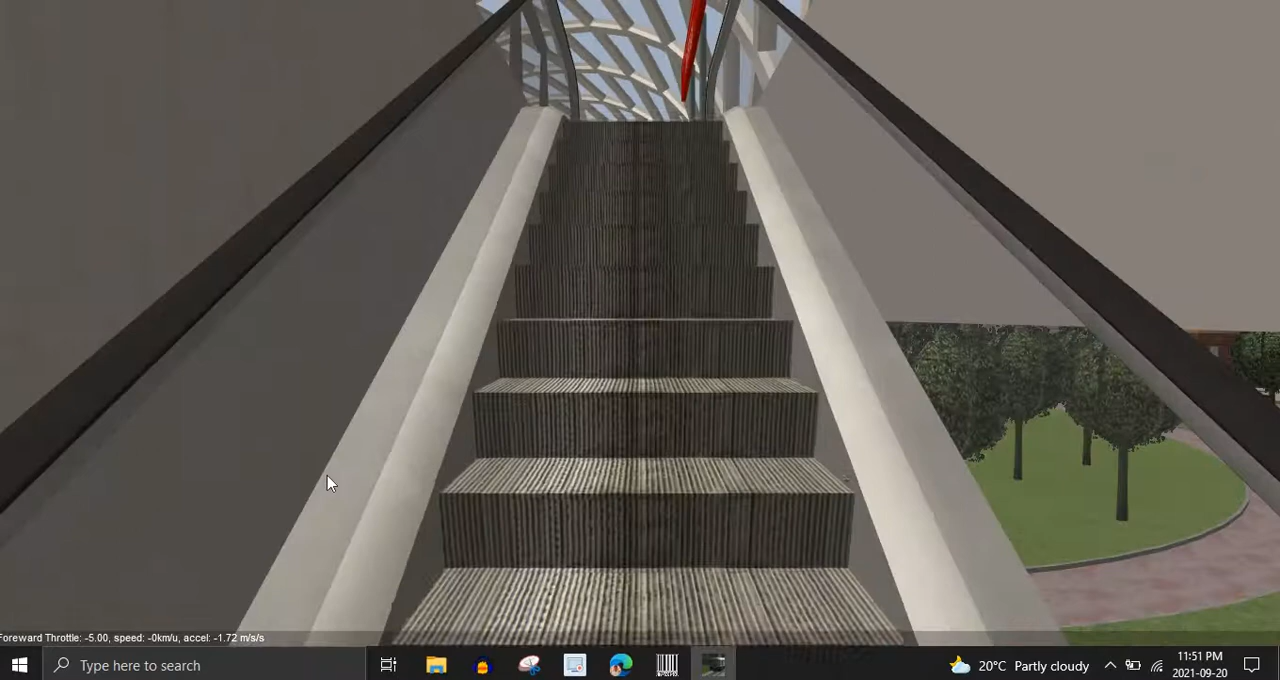 Foreward Throttle: -5.00, speed: -0km/u, accel: -1.72 m/s/s
Type here to search
20°C Partly cloudy
11:51 PM
2021-09-20